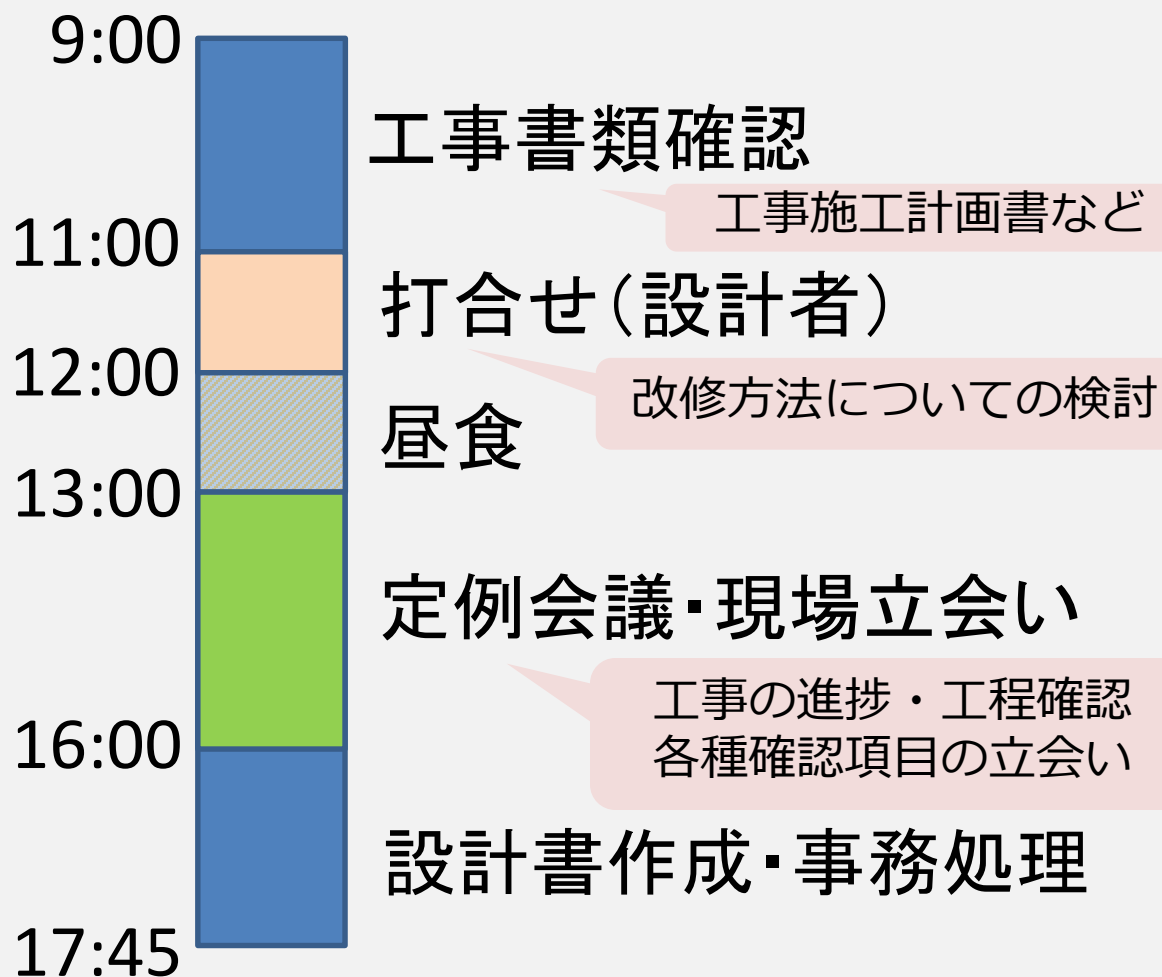 9:00
工事書類確認
工事施工計画書など
11:00
打合せ（設計者）
12:00
改修方法についての検討
昼食
13:00
定例会議・現場立会い
工事の進捗・工程確認
各種確認項目の立会い
16:00
設計書作成・事務処理
17:45